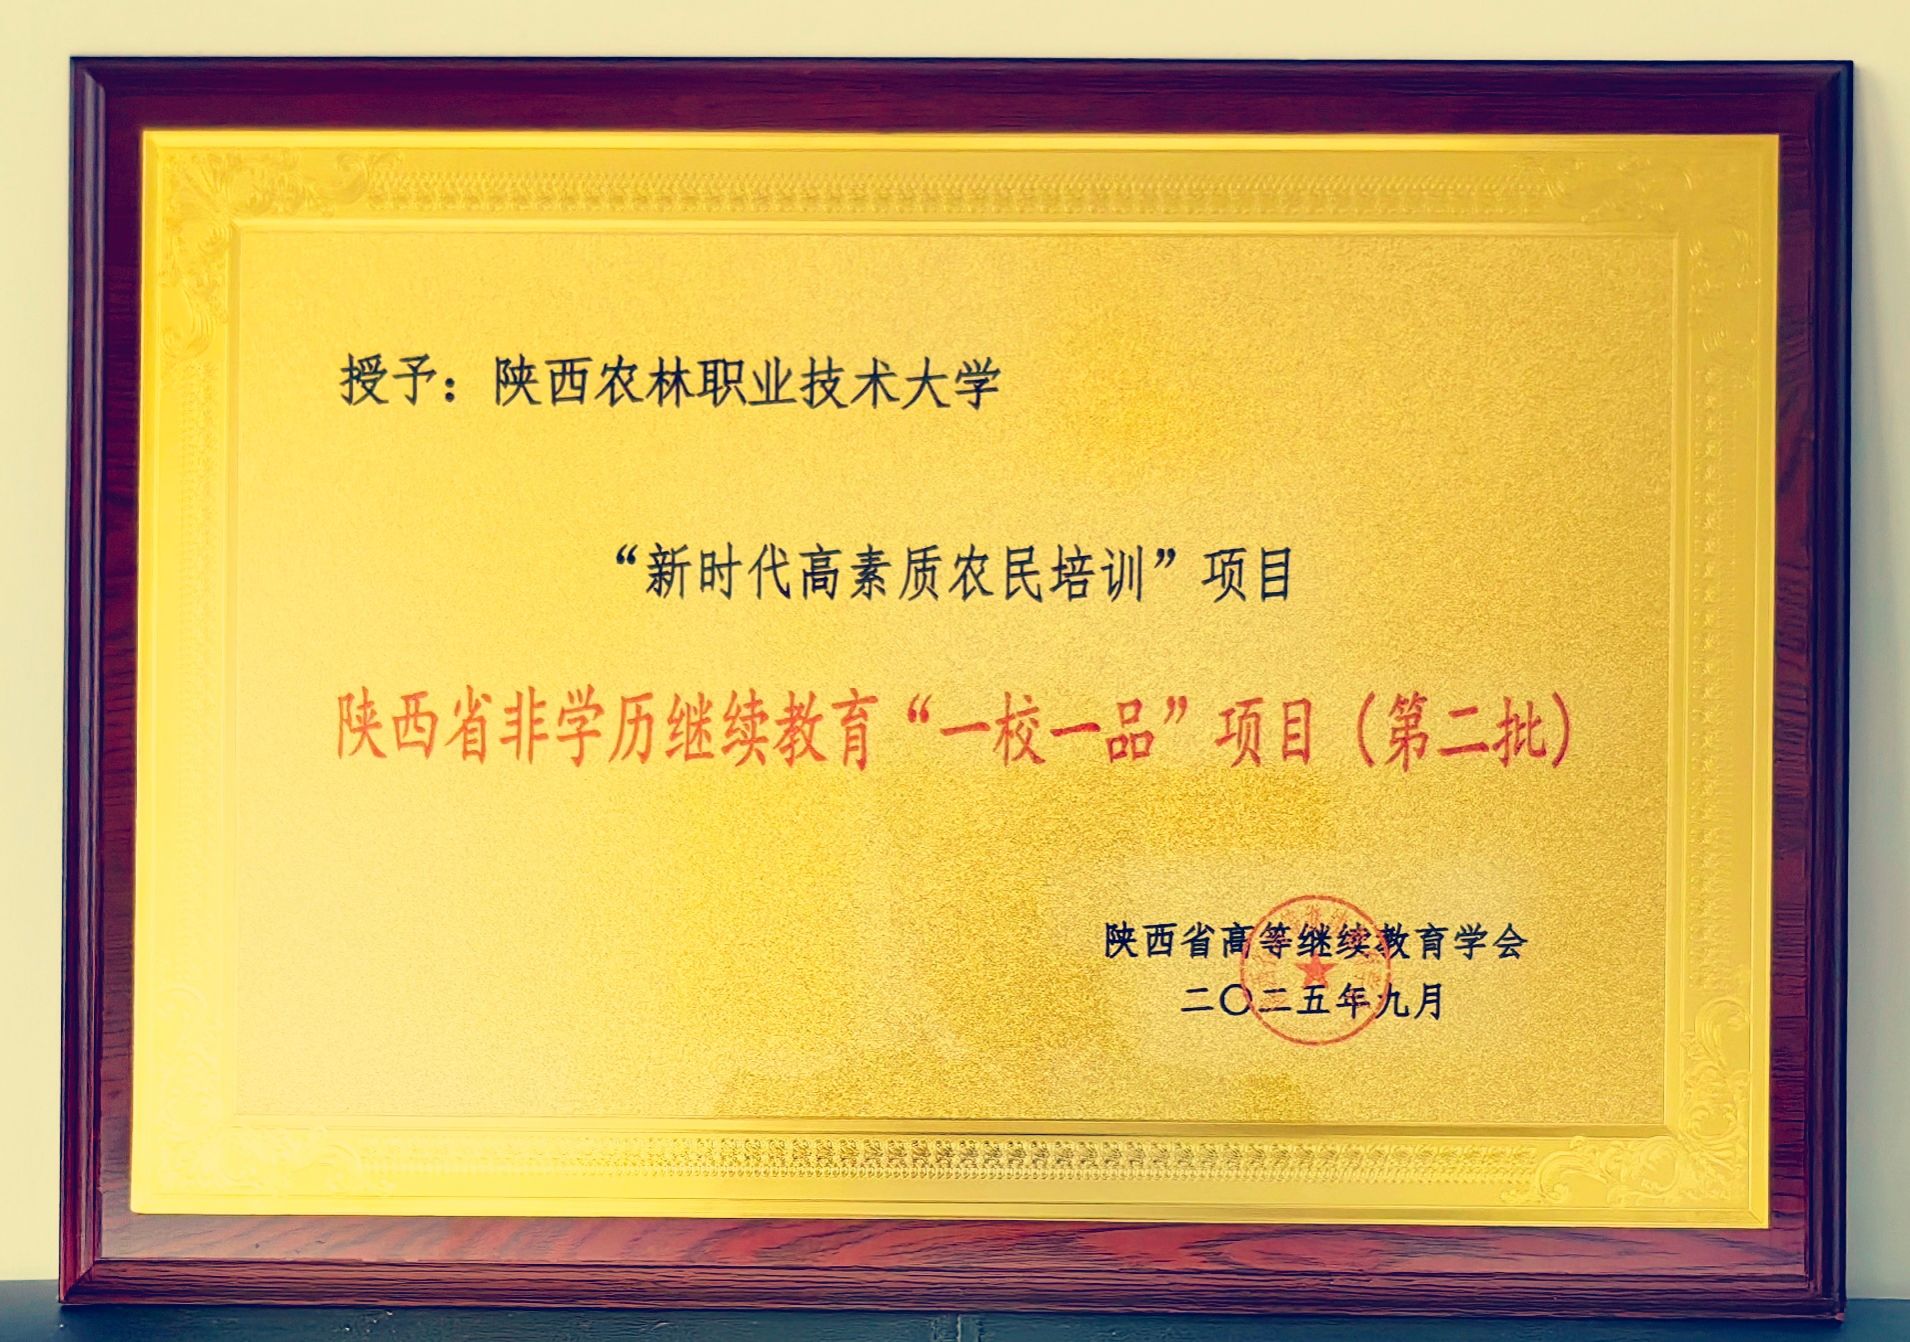 授予：陕西农林职业技术大学
“新时代高素质农民培训”项目
陕西省非学历继续教育“一校一品”项目（第二批）
陕西省高等继续教育学会
二〇二五年九月